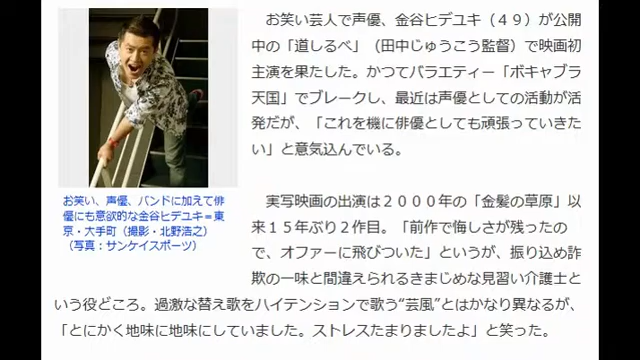 お笑い芸人で声優、金谷ヒデユキ（４９）が公開
中の「道しるべ」（田中じゅうこう監督）で映画初
主演を果たした。かつてバラエティー「ボキャブラ
天国」でブレークし、最近は声優としての活動が活
発だが、「これを機に俳優としても頑張っていきた
い」と意気込んでいる。
お笑い、声優、バンドに加えて俳
優にも意欲的な金谷ヒデユキ＝東
京・大手町（撮影・北野浩之）
（写真：サンケイスポーツ）
実写映画の出演は２０００年の「金髪の草原」以
来１５年ぶり２作目。「前作で悔しさが残ったの
で、オファーに飛びついた」というが、振り込め詐
欺の一味と間違えられるきまじめな見習い介護士と
いう役どころ。過激な替え歌をハイテンションで歌う“芸風”とはかなり異なるが、
「とにかく地味に地味にしていました。ストレスたまりましたよ」と笑った。